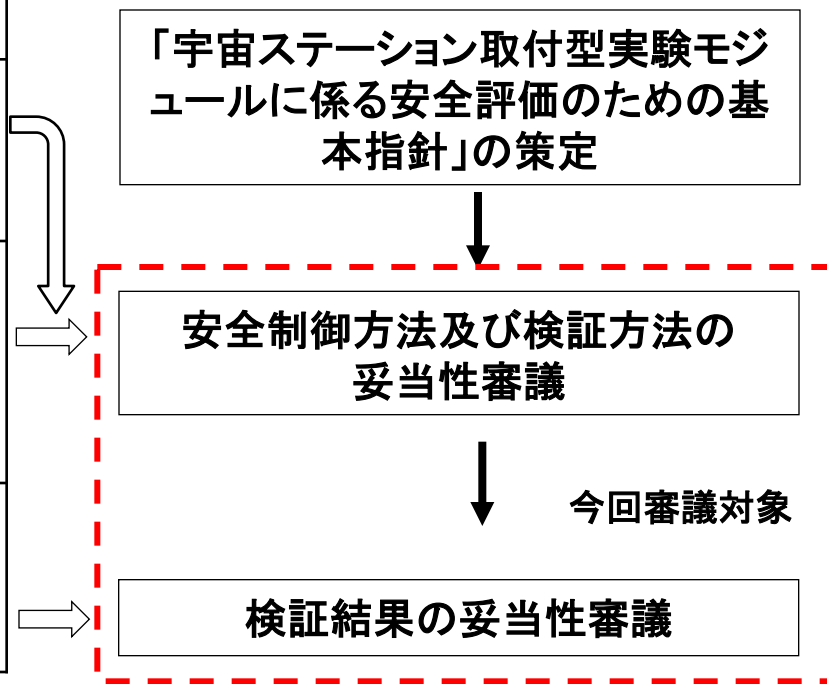 「宇宙ステーション取付型実験モジ
ュールに係る安全評価のための基
本指針」の策定
安全制御方法及び検証方法の
妥当性審議
今回審議対象
検証結果の妥当性審議